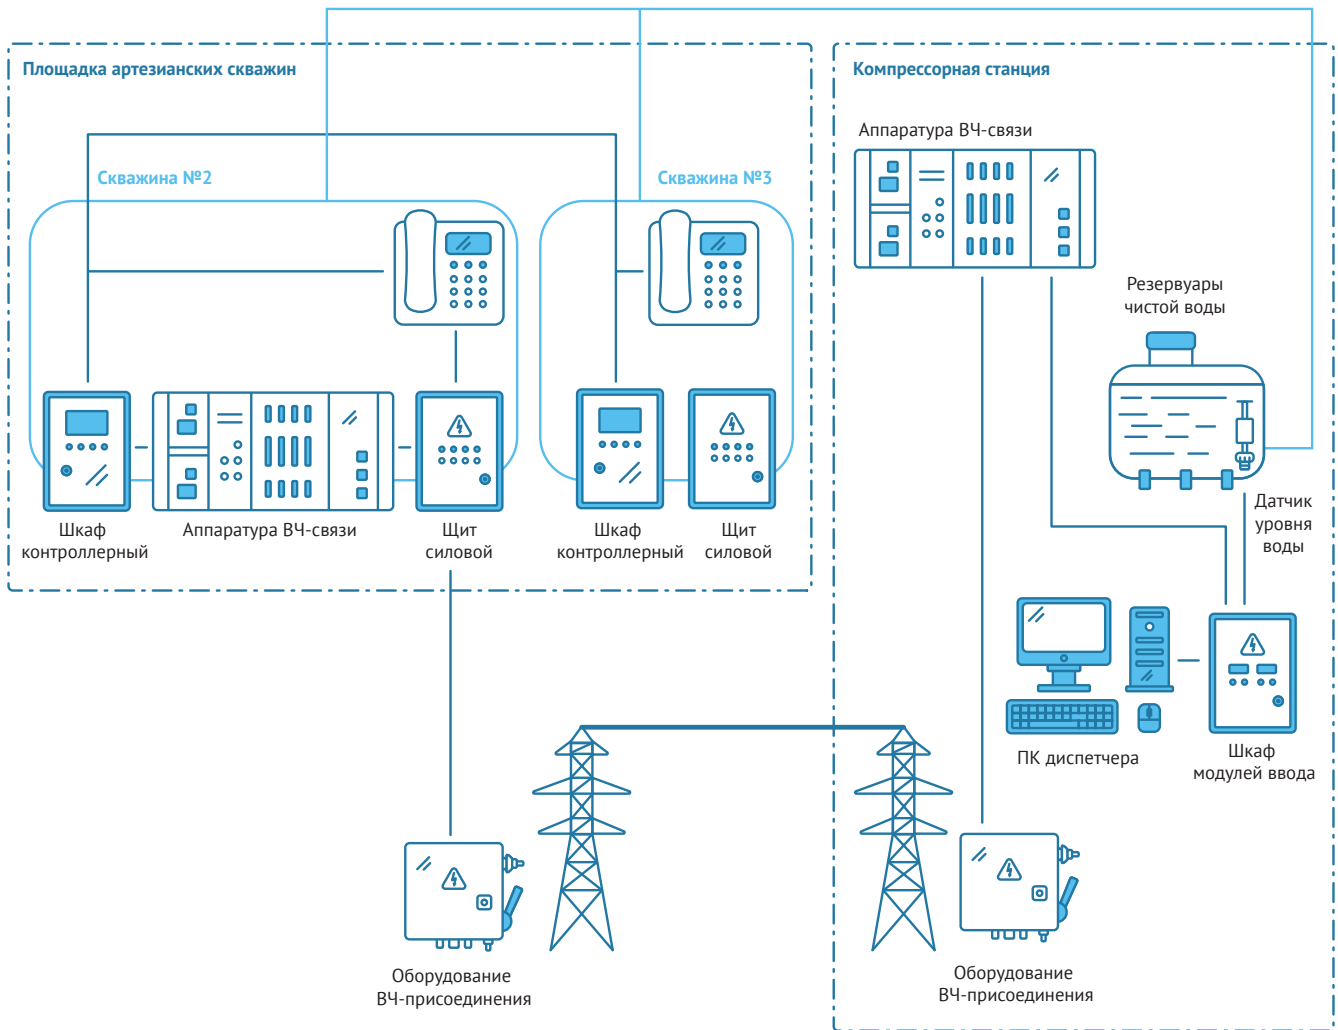 Площадка артезианских скважин
Скважина №2
Скважина №3
Шкаф
контроллерный
Аппаратура ВЧ-связи
Щит
силовой
Шкаф
контроллерный
Щит
силовой
Компрессорная станция
Аппаратура ВЧ-связи
Резервуары
чистой воды
Датчик
уровня
воды
ПК диспетчера
Шкаф
модулей ввода
Оборудование
ВЧ-присоединения
Оборудование
ВЧ-присоединения